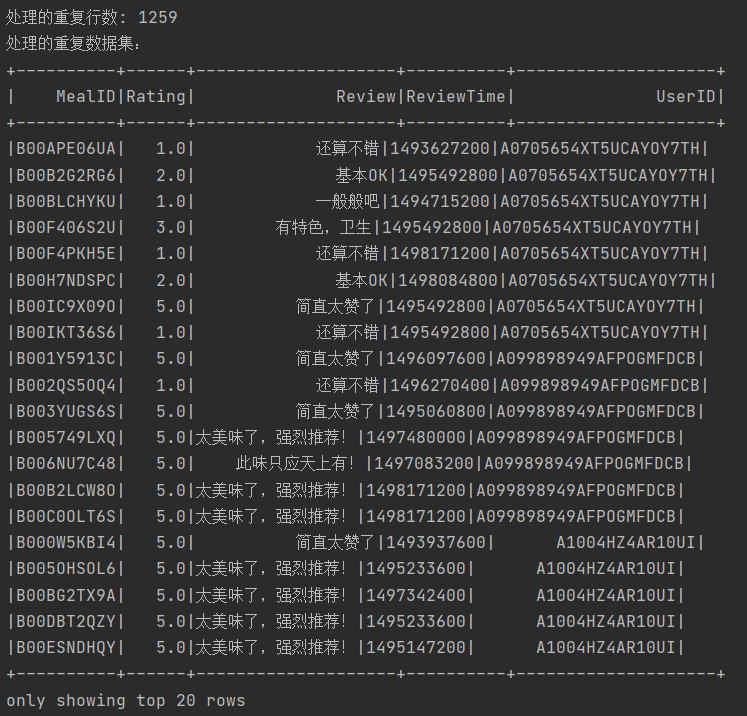 处理的重复行数: 1259
处理的重复数据集：
+----------+------+--------------------+----------+--------------------+
|    MealID|Rating|              Review|ReviewTime|              UserID|
+----------+------+--------------------+----------+--------------------+
|B00APE06UA|   1.0|            还算不错|1493627200|A0705654XT5UCAYOY7TH|
|B00B2G2RG6|   2.0|              基本OK|1495492800|A0705654XT5UCAYOY7TH|
|B00BLCHYKU|   1.0|            一般般吧|1494715200|A0705654XT5UCAYOY7TH|
|B00F406S2U|   3.0|        有特色，卫生|1495492800|A0705654XT5UCAYOY7TH|
|B00F4PKH5E|   1.0|            还算不错|1498171200|A0705654XT5UCAYOY7TH|
|B00H7NDSPC|   2.0|              基本OK|1498084800|A0705654XT5UCAYOY7TH|
|B00IC9X09O|   5.0|          简直太赞了|1495492800|A0705654XT5UCAYOY7TH|
|B00IKT36S6|   1.0|            还算不错|1495492800|A0705654XT5UCAYOY7TH|
|B001Y5913C|   5.0|          简直太赞了|1496097600|A099898949AFPOGMFDCB|
|B002QS5OQ4|   1.0|            还算不错|1496270400|A099898949AFPOGMFDCB|
|B003YUGS6S|   5.0|          简直太赞了|1495060800|A099898949AFPOGMFDCB|
|B005749LXQ|   5.0|太美味了，强烈推荐！|1497480000|A099898949AFPOGMFDCB|
|B006NU7C48|   5.0|    此味只应天上有！|1497083200|A099898949AFPOGMFDCB|
|B00B2LCW8O|   5.0|太美味了，强烈推荐！|1498171200|A099898949AFPOGMFDCB|
|B00C0OLT6S|   5.0|太美味了，强烈推荐！|1498171200|A099898949AFPOGMFDCB|
|B000W5KBI4|   5.0|          简直太赞了|1493937600|      A1004HZ4AR10UI|
|B005OHSOL6|   5.0|太美味了，强烈推荐！|1495233600|      A1004HZ4AR10UI|
|B00BG2TX9A|   5.0|太美味了，强烈推荐！|1497342400|      A1004HZ4AR10UI|
|B00DBT2QZY|   5.0|太美味了，强烈推荐！|1495233600|      A1004HZ4AR10UI|
|B00ESNDHQY|   5.0|太美味了，强烈推荐！|1495147200|      A1004HZ4AR10UI|
+----------+------+--------------------+----------+--------------------+
only showing top 20 rows